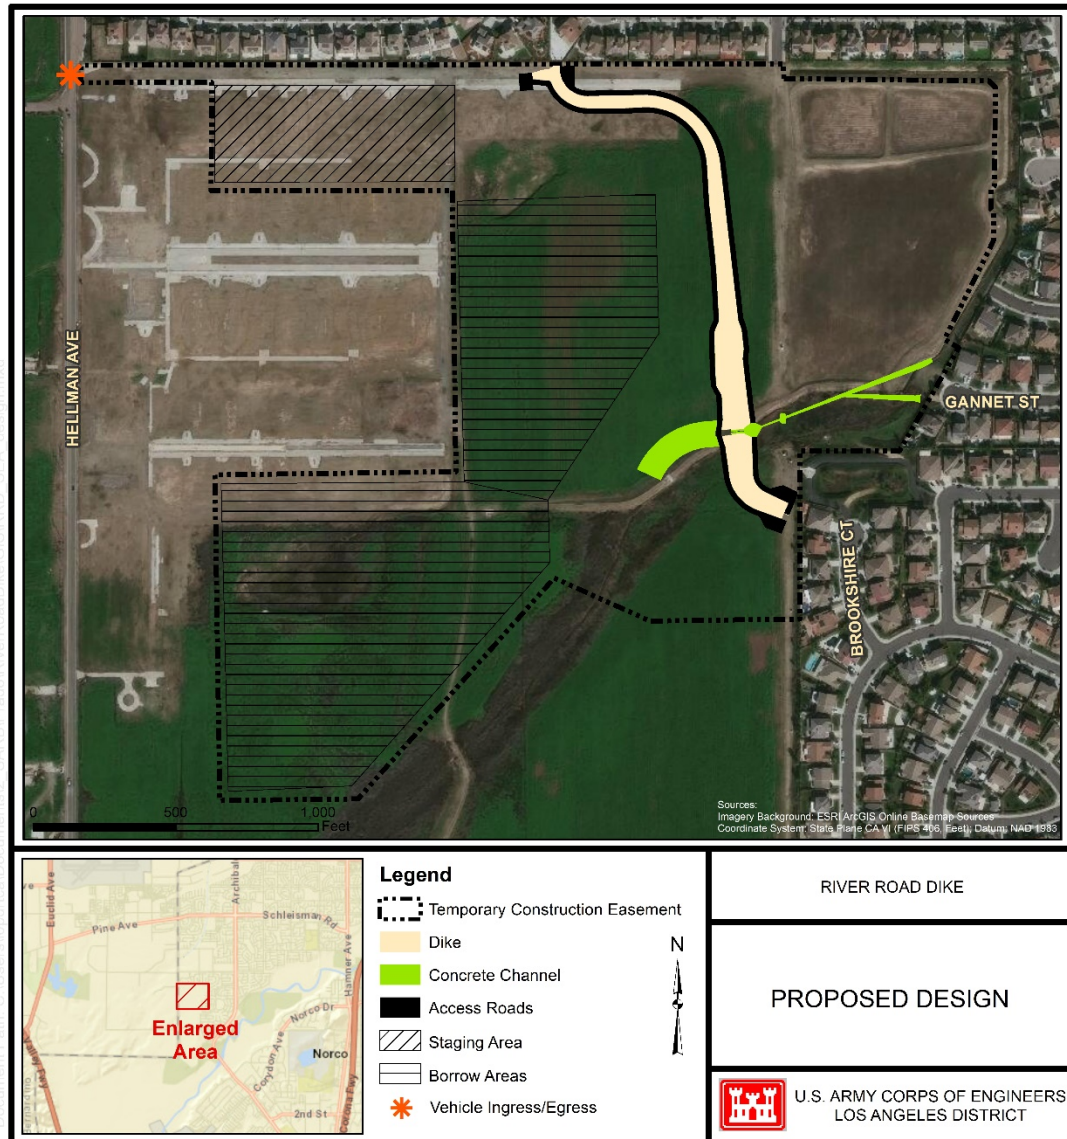 HELLMAN AVE
GANNET ST
BROOKSHIRE CT
0 500 1,000
Feet
Sources:
Imagery Background: ESRI ArcGIS Online Basemap Sources
Coordinate System: State Plane CA VI (FIPS 406, Feet), Datum: NAD 1983
Euclid Ave
Archibald
Schleisman Rd
Pine Ave
Hamner Ave
Enlarged
Area
Norco Dr
Norco
Corydon Ave
Valley Fwy
Corona Fwy
2nd St
Legend
Temporary Construction Easement
Dike
Concrete Channel
Access Roads
Staging Area
Borrow Areas
Vehicle Ingress/Egress
N
RIVER ROAD DIKE
PROPOSED DESIGN
U.S. ARMY CORPS OF ENGINEERS
LOS ANGELES DISTRICT